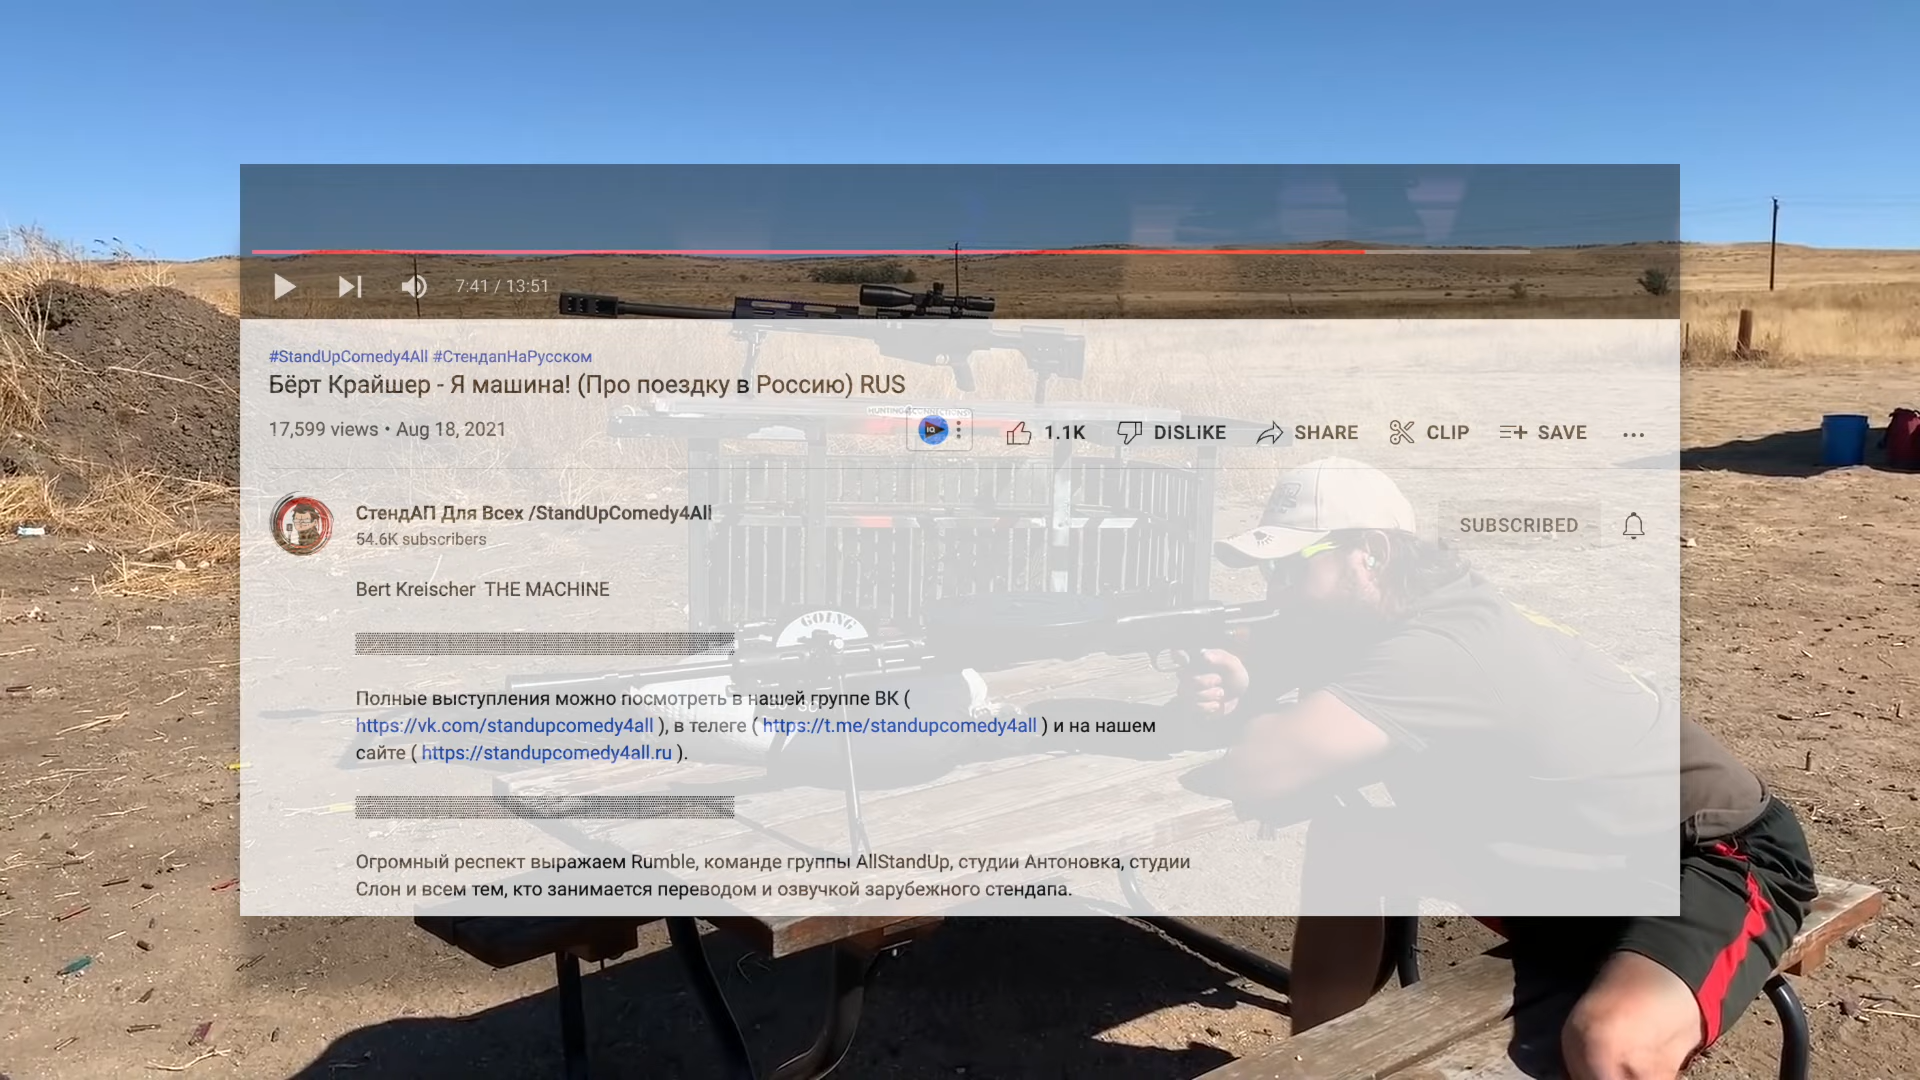 7:41 / 13:51
#StandUpComedy4All #СтендапНаРусском
Бёрт Крайшер - Я машина! (Про поездку в Россию) RUS
17,599 views • Aug 18, 2021
HUNTING CONNECTIONS
1.1K DISLIKE SHARE CLIP SAVE ...
СтендАП Для Всех /StandUpComedy4All
54.6K subscribers
SUBSCRIBED
Bert Kreischer THE MACHINE
GOING
Полные выступления можно посмотреть в нашей группе ВК (
https://vk.com/standupcomedy4all ), в телеге ( https://t.me/standupcomedy4all ) и на нашем
сайте ( https://standupcomedy4all.ru ).
Огромный респект выражаем Rumble, команде группы AllStandUp, студии Антоновка, студии
Слон и всем тем, кто занимается переводом и озвучкой зарубежного стендапа.